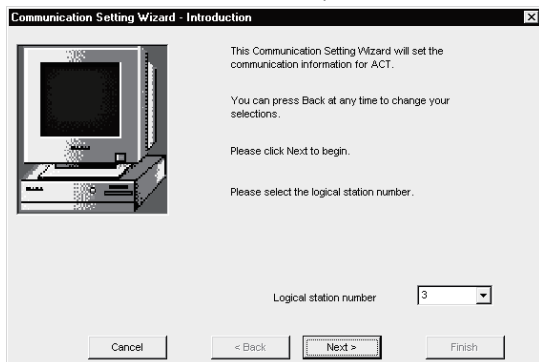 Communication Setting Wizard - Introduction
This Communication Setting Wizard will set the
communication information for ACT.
You can press Back at any time to change your
selections.
Please click Next to begin.
Please select the logical station number.
Logical station number 3
Cancel < Back Next > Finish